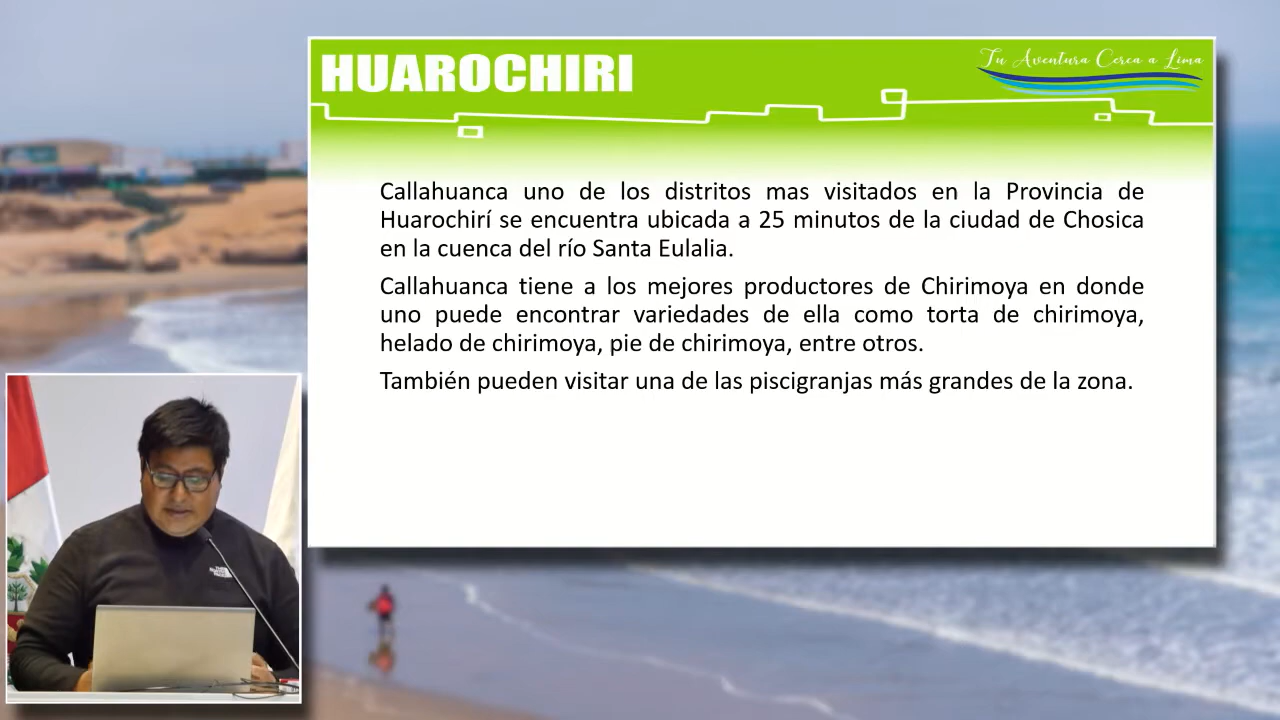 HUAROCHIRI
Tu Aventura Cerca a Lima
Callahuanca uno de los distritos mas visitados en la Provincia de
Huarochirí se encuentra ubicada a 25 minutos de la ciudad de Chosica
en la cuenca del río Santa Eulalia.
Callahuanca tiene a los mejores productores de Chirimoya en donde
uno puede encontrar variedades de ella como torta de chirimoya,
helado de chirimoya, pie de chirimoya, entre otros.
También pueden visitar una de las piscigranjas más grandes de la zona.